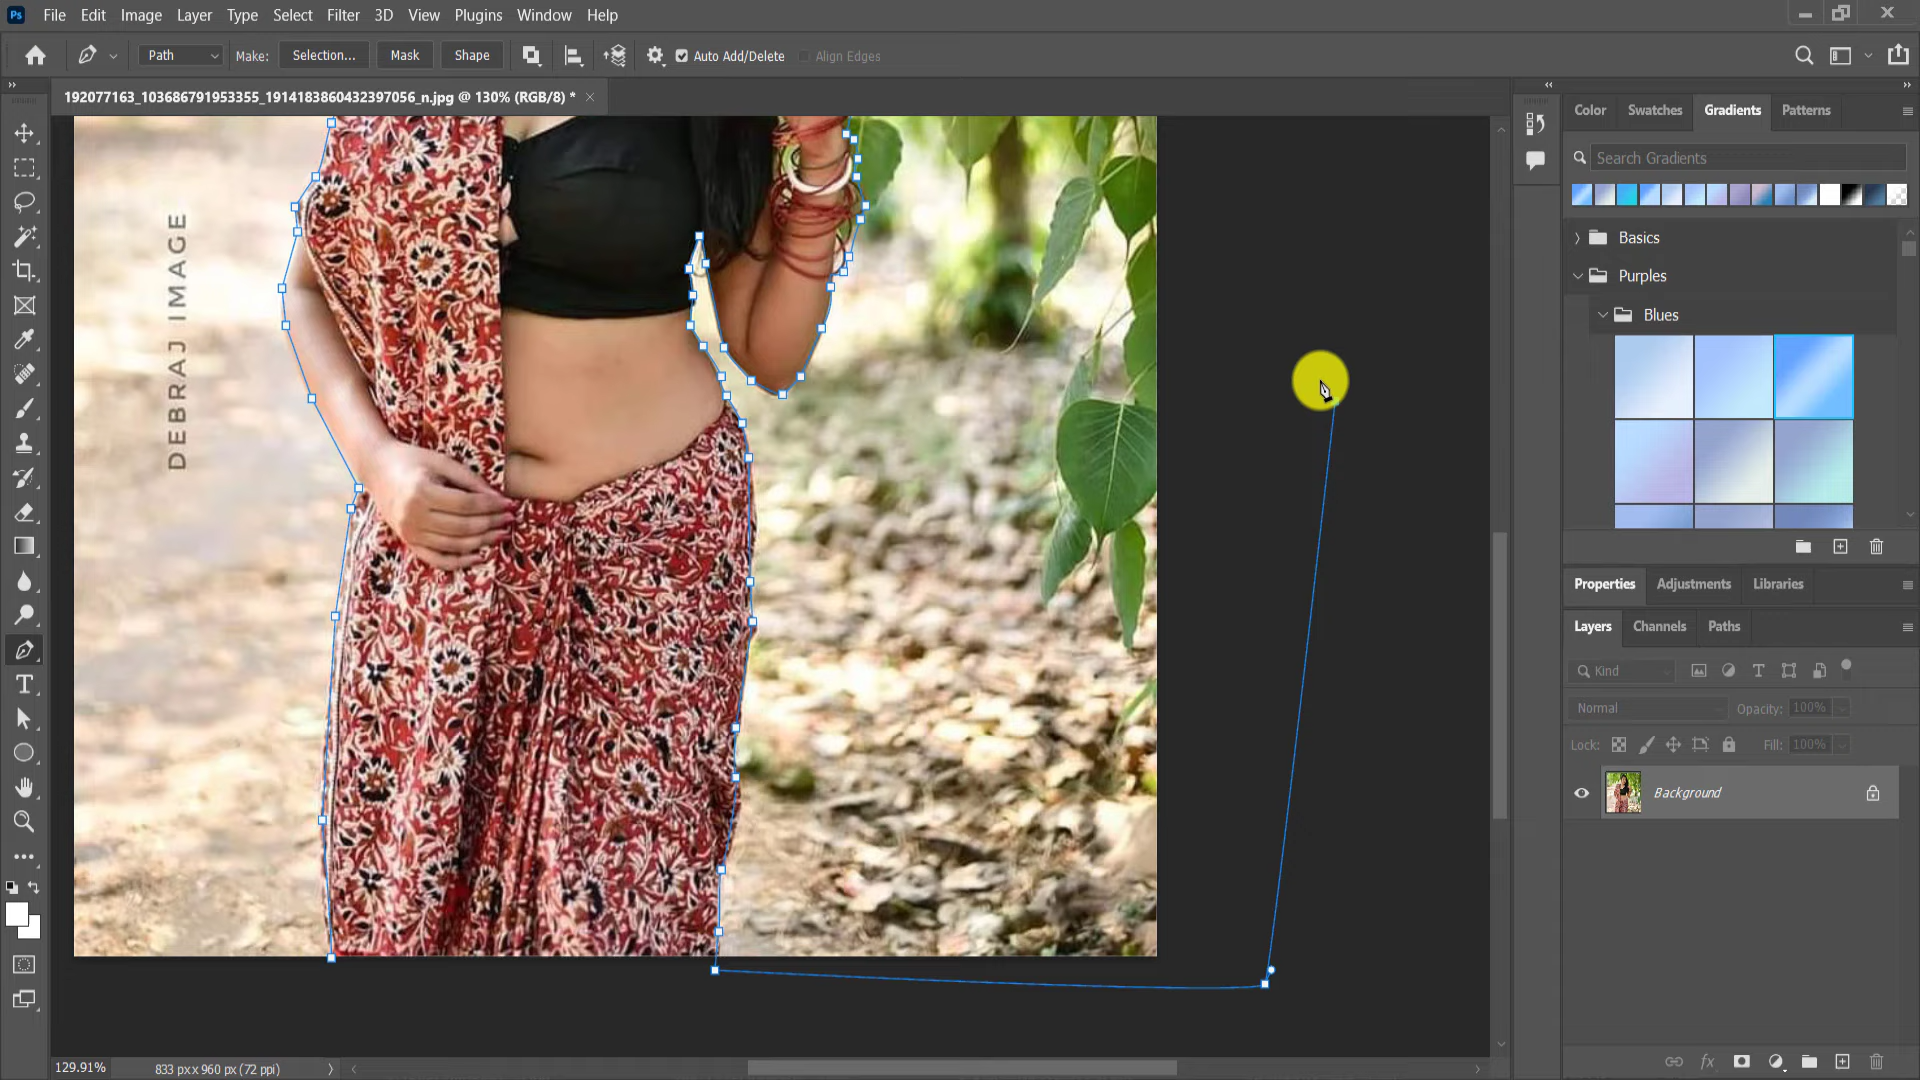 Ps File Edit Image Layer Type Select Filter 3D View Plugins Window Help
Path Make: Selection... Mask Shape Auto Add/Delete Align Edges
192077163_103686791953355_1914183860432397056_n.jpg @ 130% (RGB/8) *
Color Swatches Gradients Patterns
Search Gradients
Basics
Purples
Blues
DEBRAJ IMAGE
Properties Adjustments Libraries
Layers Channels Paths
Kind
Normal Opacity: 100%
Lock: Fill: 100%
Background
129.91% 833 px x 960 px (72 ppi)